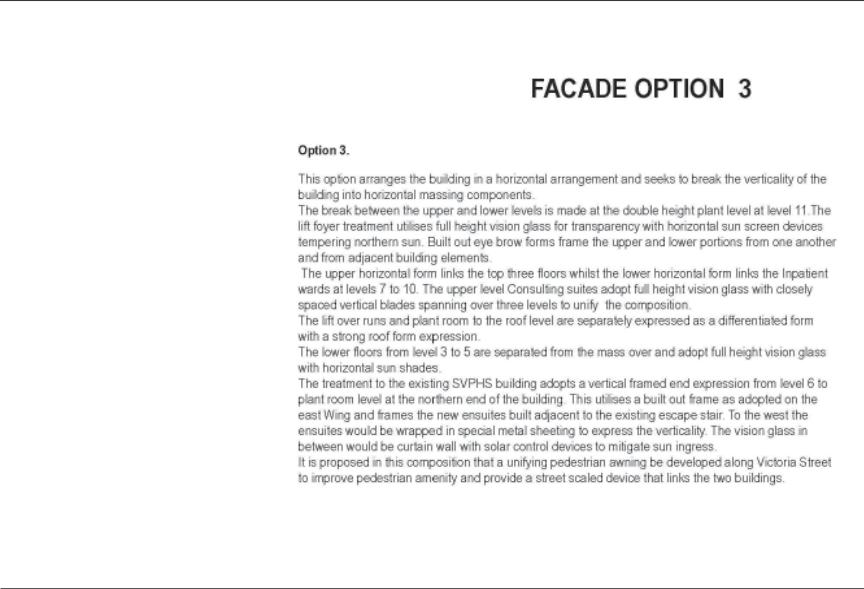 FACADE OPTION 3
Option 3.
This option arranges the building in a horizontal arrangement and seeks to break the verticality of the
building into horizontal massing components.
The break between the upper and lower levels is made at the double height plant level at level 11.The
lift foyer treatment utilises full height vision glass for transparency with horizontal sun screen devices
tempering northern sun. Built out eye brow forms frame the upper and lower portions from one another
and from adjacent building elements.
The upper horizontal form links the top three floors whilst the lower horizontal form links the Inpatient
wards at levels 7 to 10. The upper level Consulting suites adopt full height vision glass with closely
spaced vertical blades spanning over three levels to unify the composition.
The lift over runs and plant room to the roof level are separately expressed as a differentiated form
with a strong roof form expression.
The lower floors from level 3 to 5 are separated from the mass over and adopt full height vision glass
with horizontal sun shades.
The treatment to the existing SVPHS building adopts a vertical framed end expression from level 6 to
plant room level at the northern end of the building. This utilises a built out frame as adopted on the
east Wing and frames the new ensuites built adjacent to the existing escape stair. To the west the
ensuites would be wrapped in special metal sheeting to express the verticality. The vision glass in
between would be curtain wall with solar control devices to mitigate sun ingress.
It is proposed in this composition that a unifying pedestrian awning be developed along Victoria Street
to improve pedestrian amenity and provide a street scaled device that links the two buildings.